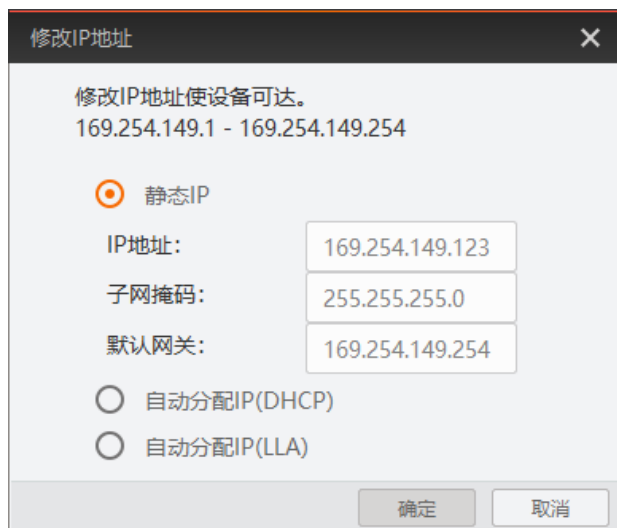 修改IP地址
修改IP地址使设备可达。
169.254.149.1 - 169.254.149.254
静态IP
IP地址: 169.254.149.123
子网掩码: 255.255.255.0
默认网关: 169.254.149.254
自动分配IP(DHCP)
自动分配IP(LLA)
确定 取消